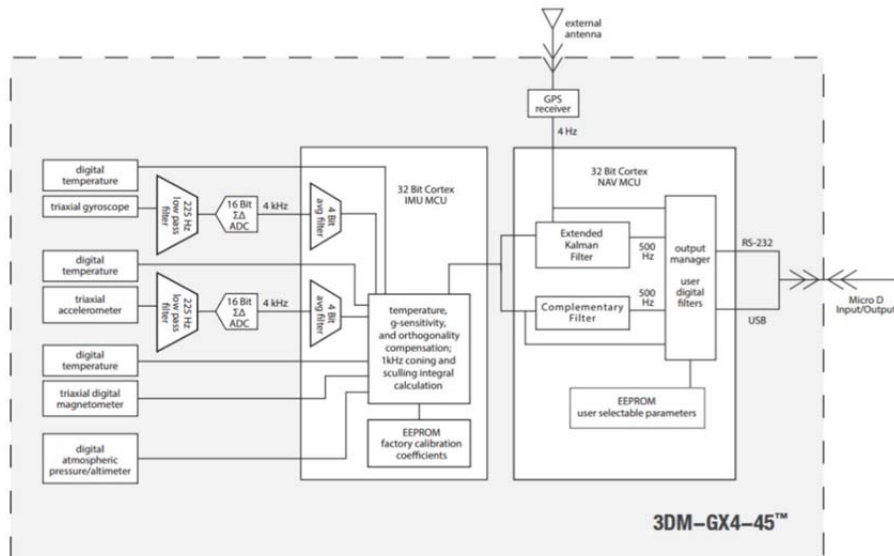 external
antenna
GPS
receiver
4 Hz
digital
temperature
triaxial gyroscope
225 Hz
low pass
filter
16 Bit
ΣΔ
ADC
4 kHz
4 Bit
avg filter
32 Bit Cortex
IMU MCU
digital
temperature
triaxial
accelerometer
225 Hz
low pass
filter
16 Bit
ΣΔ
ADC
4 kHz
4 Bit
avg filter
digital
temperature
triaxial digital
magnetometer
digital
atmospheric
pressure/altimeter
temperature,
g-sensitivity,
and orthogonality
compensation;
1kHz coning and
sculling integral
calculation
EEPROM
factory calibration
coefficients
32 Bit Cortex
NAV MCU
Extended
Kalman
Filter
500
Hz
Complementary
Filter
500
Hz
output
manager
user
digital
filters
EEPROM
user selectable parameters
RS-232
USB
Micro D
Input/Output
3DM-GX4-45™